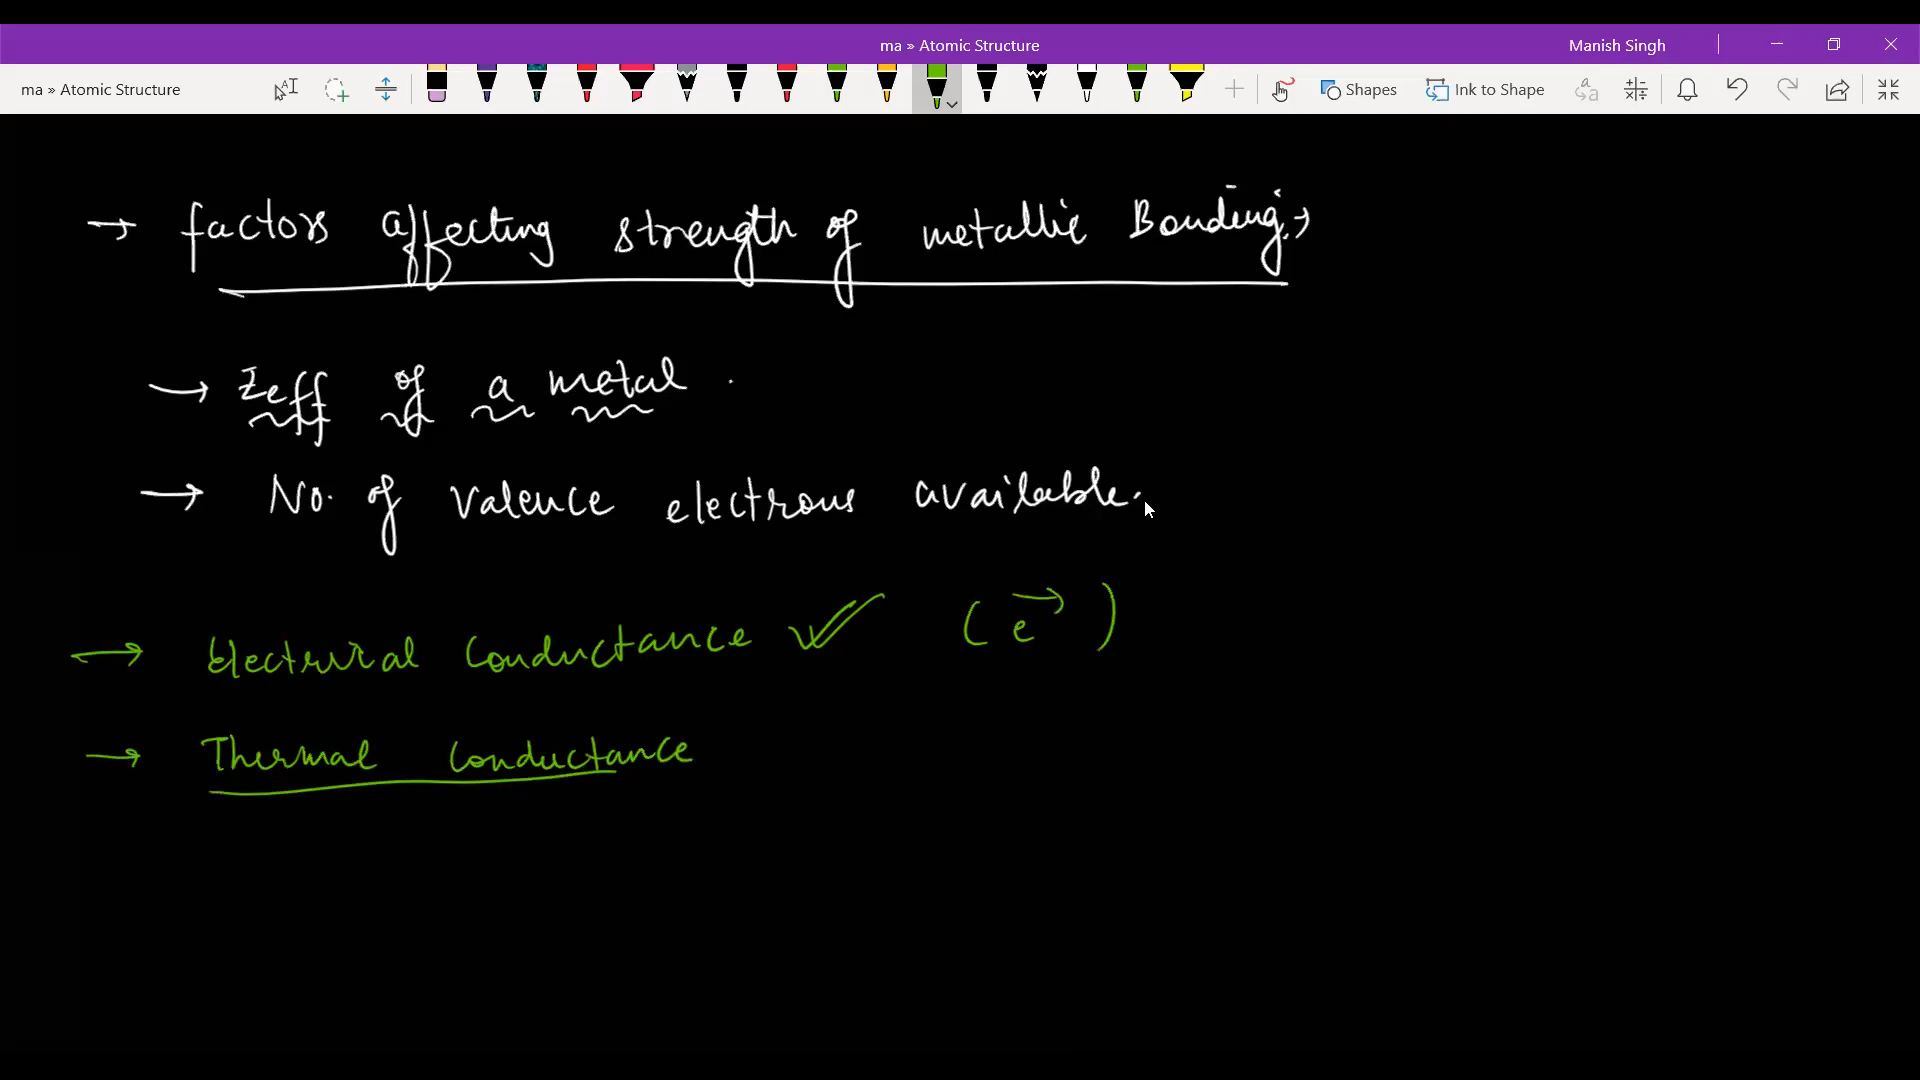 ma » Atomic Structure
Manish Singh
ma » Atomic Structure
Shapes
Ink to Shape
→ factors affecting strength of metallic Bonding →
→ Zeff of a metal .
→ No. of valence electrons available.
→ Electrical Conductance ✓ ( e → )
→ Thermal Conductance